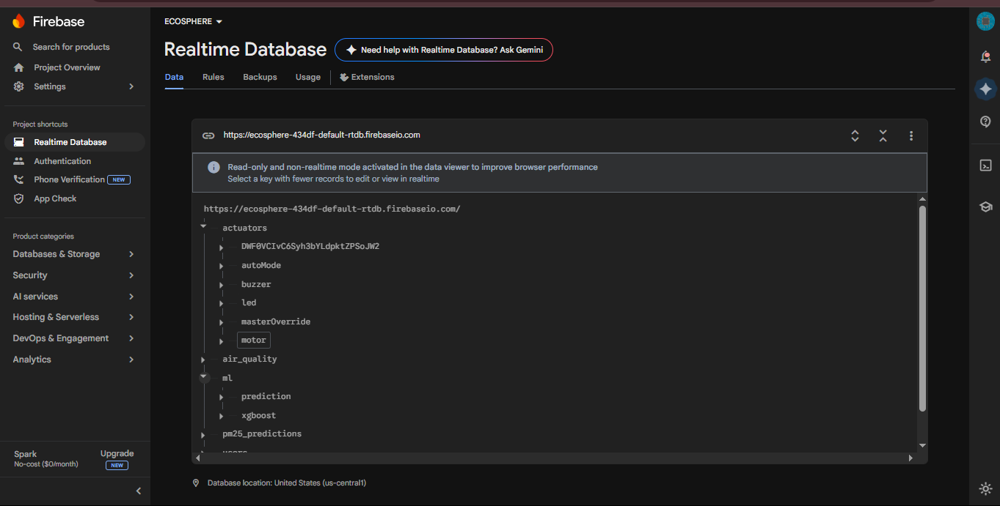 Firebase
Search for products
Project Overview
Settings
Project shortcuts
Realtime Database
Authentication
Phone Verification NEW
App Check
Product categories
Databases & Storage
Security
AI services
Hosting & Serverless
DevOps & Engagement
Analytics
Spark
No-cost ($0/month)
Upgrade
NEW
ECOSPHERE
Realtime Database
Need help with Realtime Database? Ask Gemini
Data Rules Backups Usage Extensions
https://ecosphere-434df-default-rtdb.firebaseio.com
Read-only and non-realtime mode activated in the data viewer to improve browser performance
Select a key with fewer records to edit or view in realtime
https://ecosphere-434df-default-rtdb.firebaseio.com/
actuators
DWF0VCIvC6Syh3bYLdpktZPSoJW2
autoMode
buzzer
led
masterOverride
motor
air_quality
ml
prediction
xgboost
pm25_predictions
users
Database location: United States (us-central1)